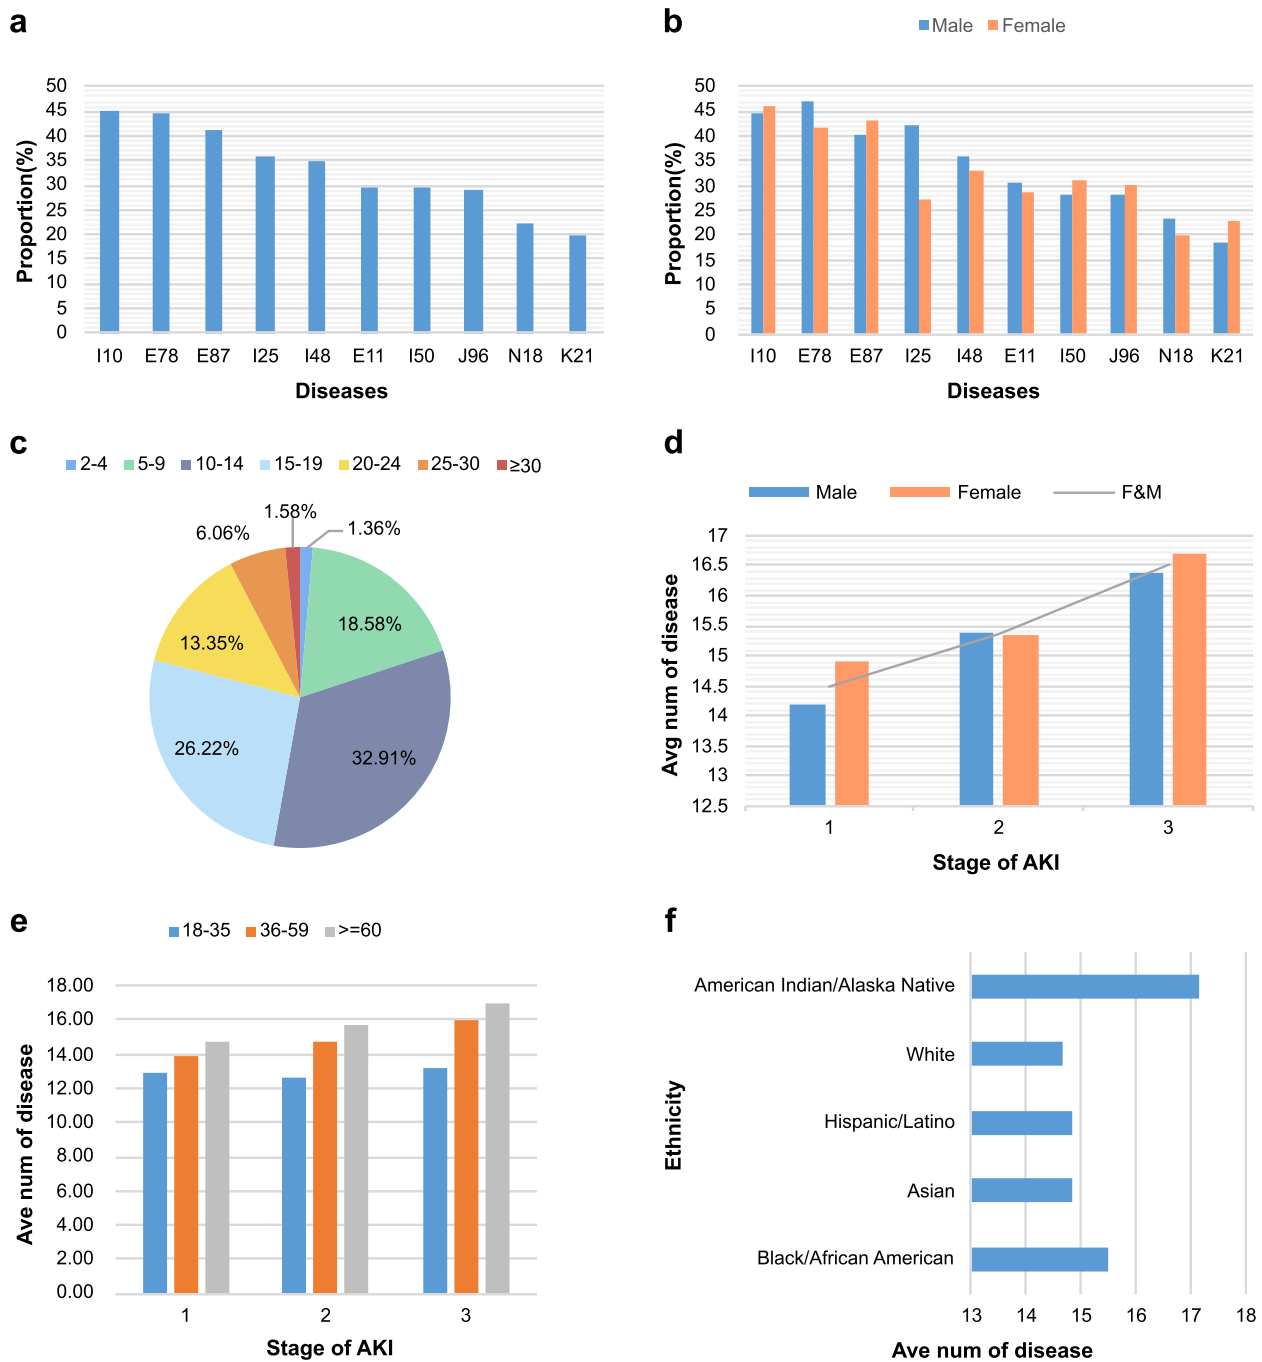 a
Proportion(%)
50
45
40
35
30
25
20
15
10
5
0
I10 E78 E87 I25 I48 E11 I50 J96 N18 K21
Diseases
b
Male Female
Proportion(%)
50
45
40
35
30
25
20
15
10
5
0
I10 E78 E87 I25 I48 E11 I50 J96 N18 K21
Diseases
c
2-4 5-9 10-14 15-19 20-24 25-30 ≥30
1.58%
1.36%
6.06%
18.58%
13.35%
26.22%
32.91%
d
Male Female F&M
Avg num of disease
17
16.5
16
15.5
15
14.5
14
13.5
13
12.5
1 2 3
Stage of AKI
e
18-35 36-59 >=60
Ave num of disease
18.00
16.00
14.00
12.00
10.00
8.00
6.00
4.00
2.00
0.00
1 2 3
Stage of AKI
f
Ethnicity
American Indian/Alaska Native
White
Hispanic/Latino
Asian
Black/African American
13 14 15 16 17 18
Ave num of disease